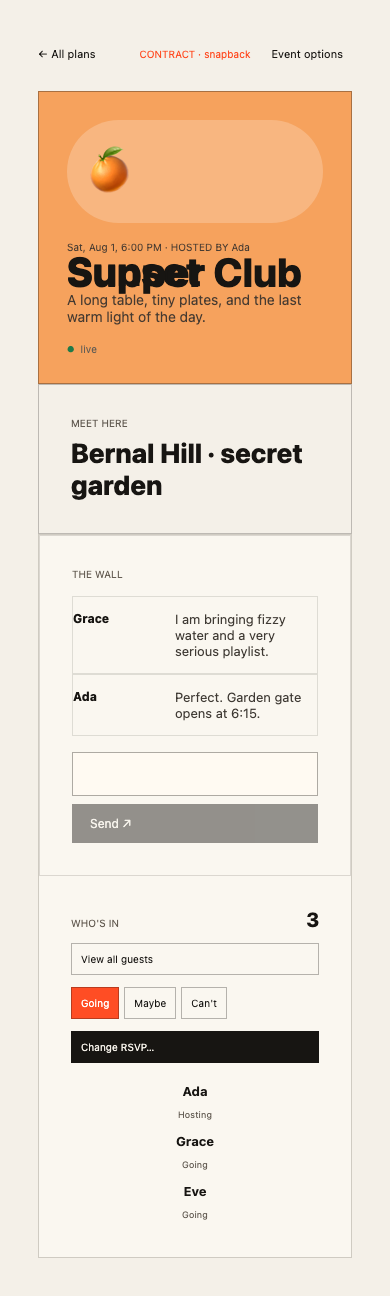 ← All plans
CONTRACT · snapback
Event options
Sat, Aug 1, 6:00 PM · HOSTED BY Ada
Club
A long table, tiny plates, and the last
warm light of the day.
live
MEET HERE
Bernal Hill · secret
garden
THE WALL
Grace
I am bringing fizzy
water and a very
serious playlist.
Ada
Perfect. Garden gate
opens at 6:15.
Send ↗
WHO'S IN
3
View all guests
Going
Maybe
Can't
Change RSVP...
Ada
Hosting
Grace
Going
Eve
Going